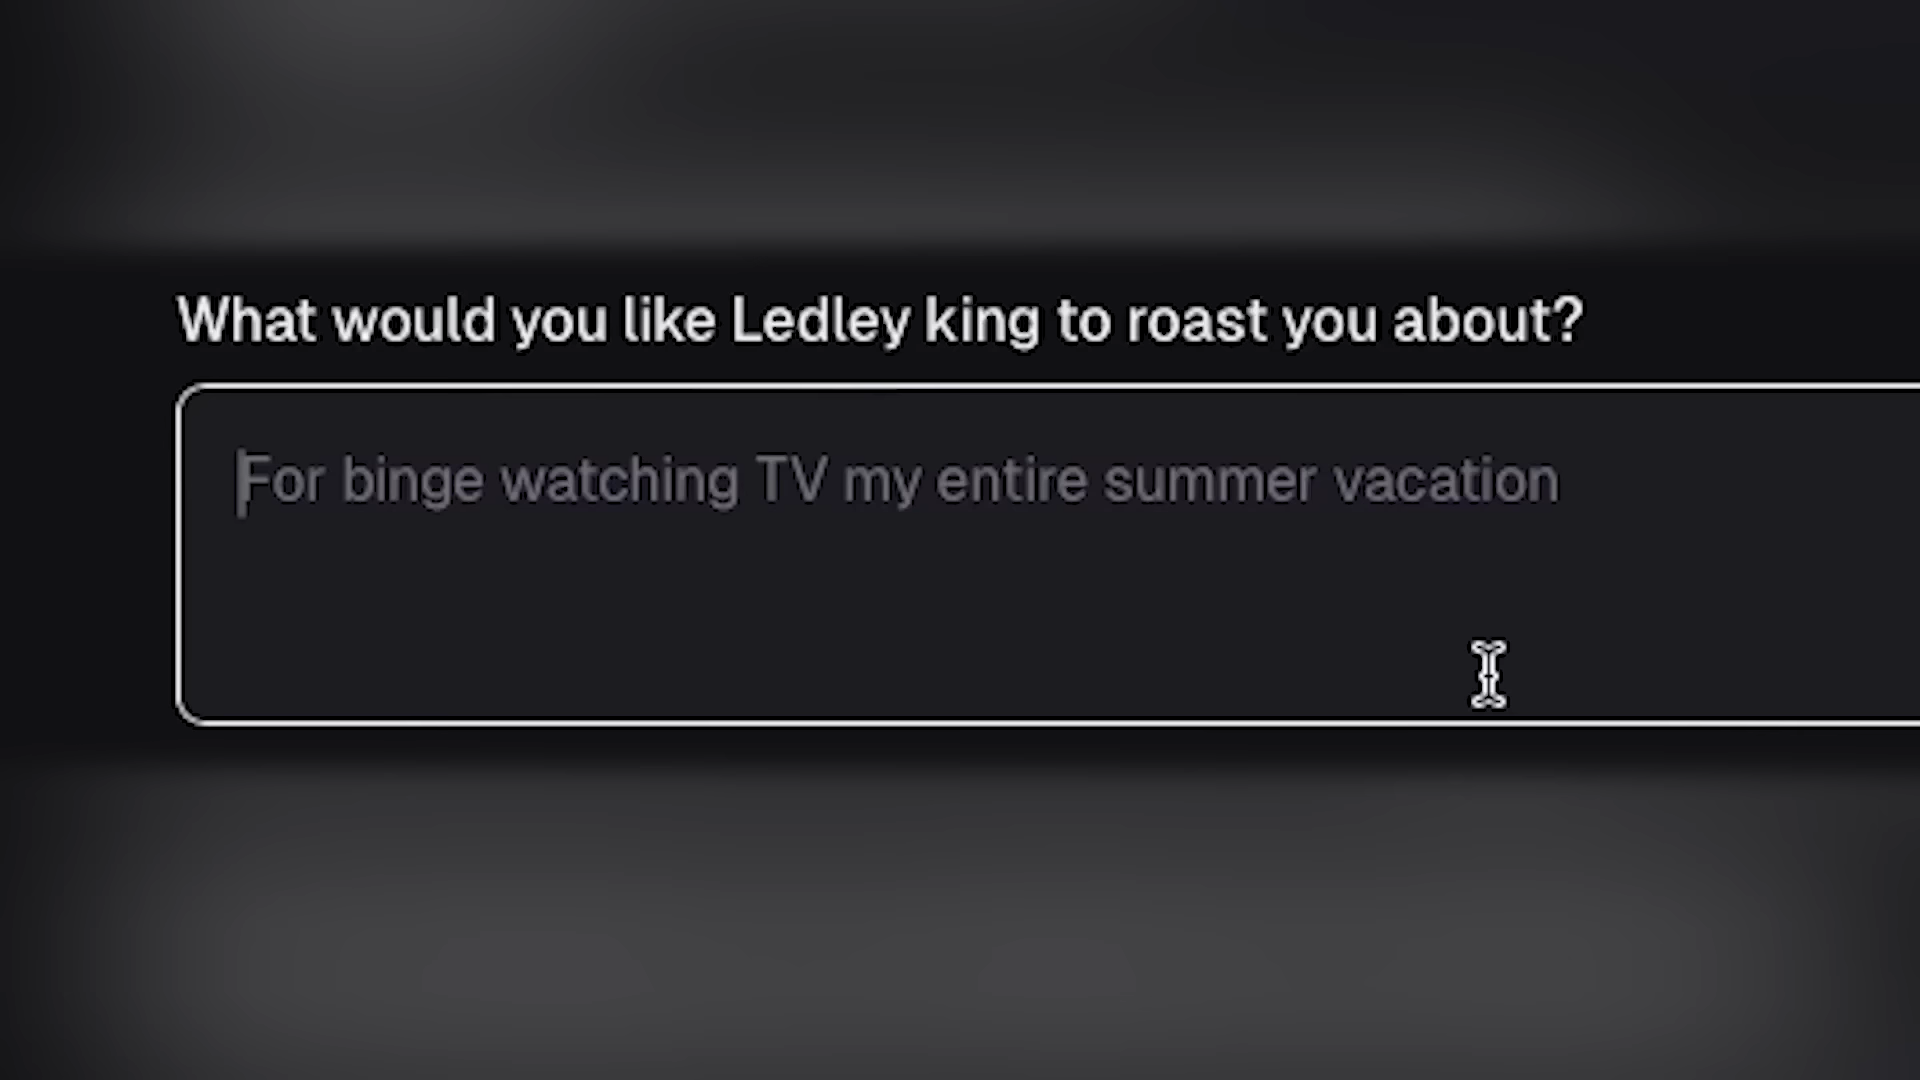 What would you like Ledley king to roast you about?
For binge watching TV my entire summer vacation